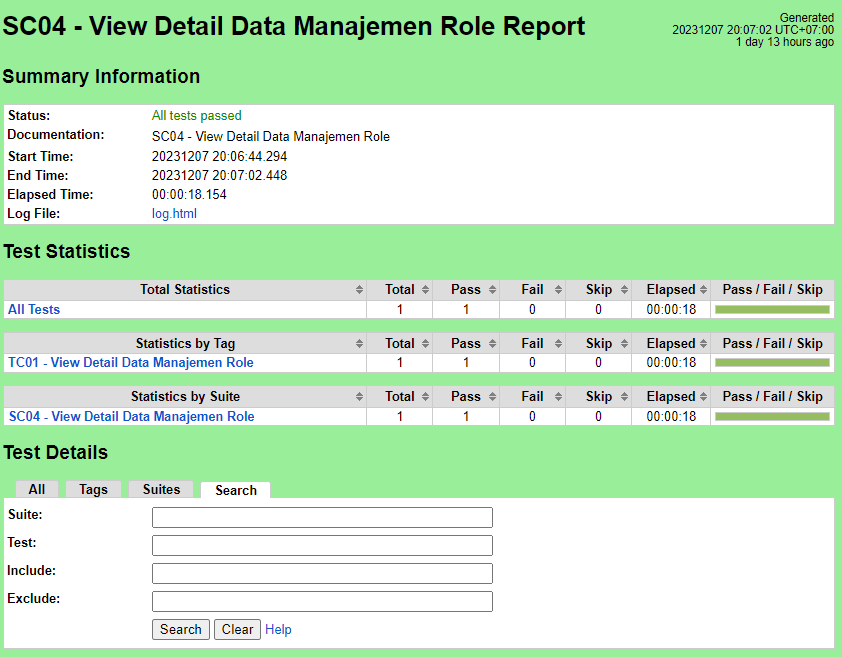 SC04 - View Detail Data Manajemen Role Report
Generated
20231207 20:07:02 UTC+07:00
1 day 13 hours ago
Summary Information
Status: All tests passed
Documentation: SC04 - View Detail Data Manajemen Role
Start Time: 20231207 20:06:44.294
End Time: 20231207 20:07:02.448
Elapsed Time: 00:00:18.154
Log File: log.html
Test Statistics
Total Statistics Total Pass Fail Skip Elapsed Pass / Fail / Skip
All Tests 1 1 0 0 00:00:18
Statistics by Tag Total Pass Fail Skip Elapsed Pass / Fail / Skip
TC01 - View Detail Data Manajemen Role 1 1 0 0 00:00:18
Statistics by Suite Total Pass Fail Skip Elapsed Pass / Fail / Skip
SC04 - View Detail Data Manajemen Role 1 1 0 0 00:00:18
Test Details
All Tags Suites Search
Suite:
Test:
Include:
Exclude:
Search Clear Help